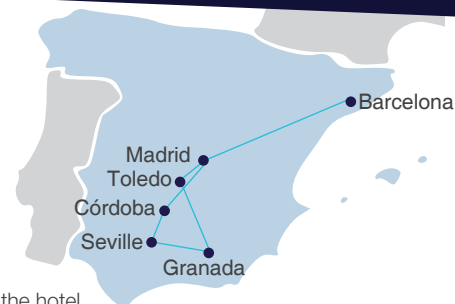 Barcelona
Madrid
Toledo
Córdoba
Seville
Granada
the hotel